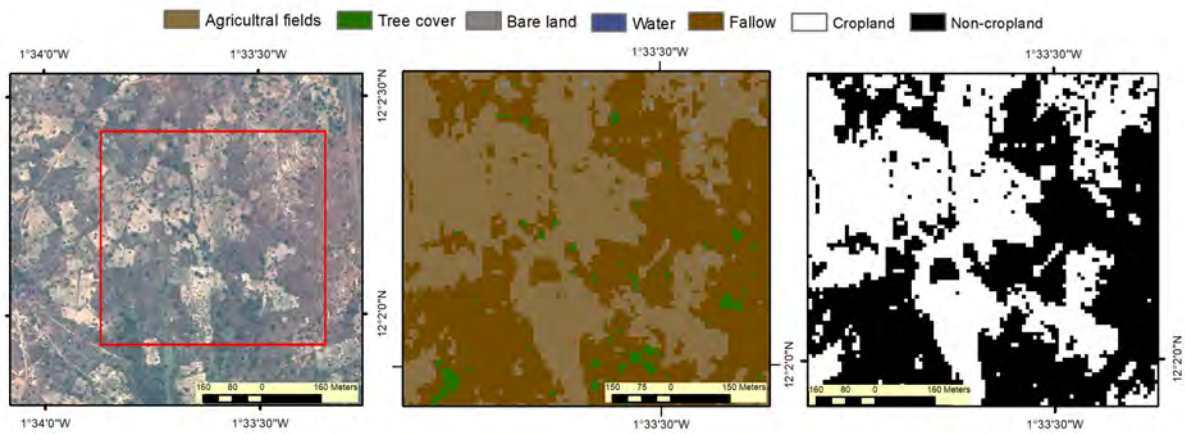 Agricultral fields Tree cover Bare land Water Fallow Cropland Non-cropland
1°34'0"W 1°33'30"W
12°2'30"N
12°2'0"N
160 80 0 160 Meters
1°34'0"W 1°33'30"W
1°33'30"W
12°2'0"N
150 75 0 150 Meters
1°33'30"W
1°33'30"W
12°2'0"N
160 80 0 160 Meters
1°33'30"W